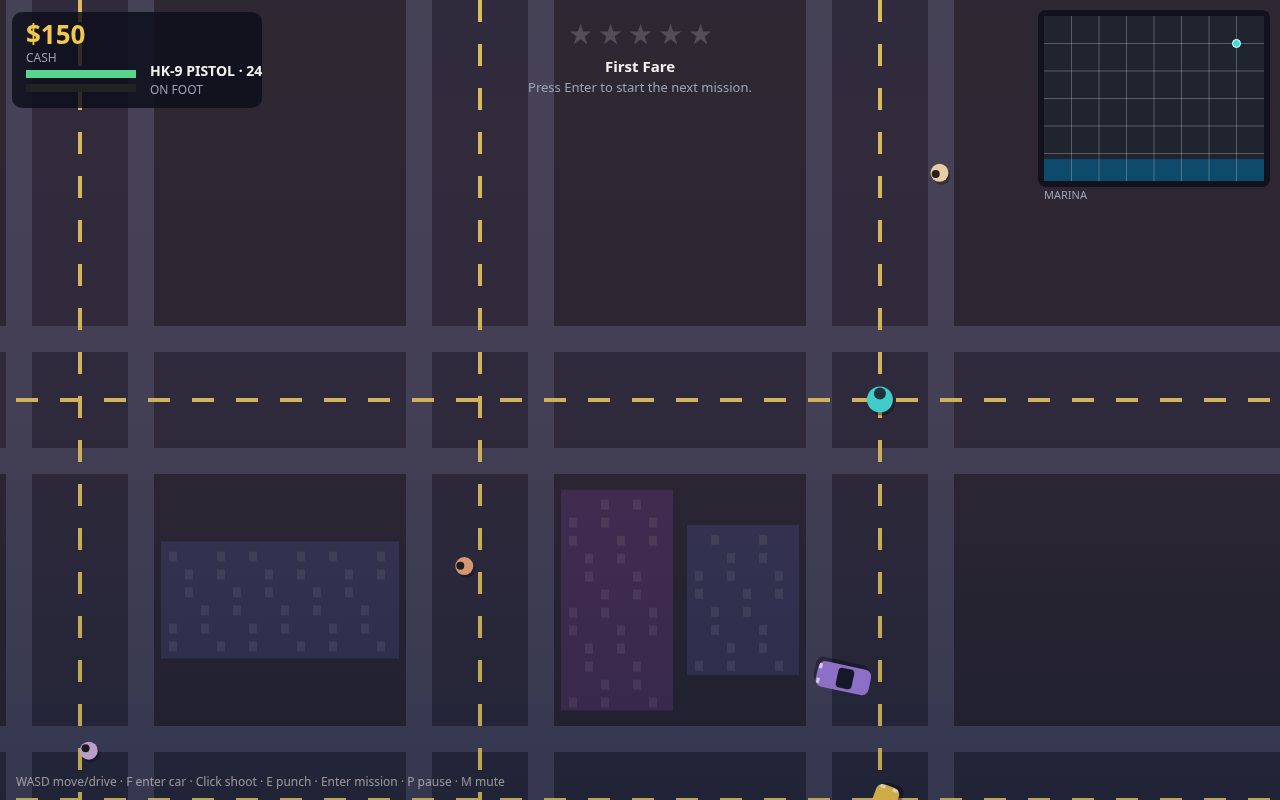 $150
CASH
HK-9 PISTOL · 24
ON FOOT
★ ★ ★ ★ ★
First Fare
Press Enter to start the next mission.
MARINA
WASD move/drive · F enter car · Click shoot · E punch · Enter mission · P pause · M mute